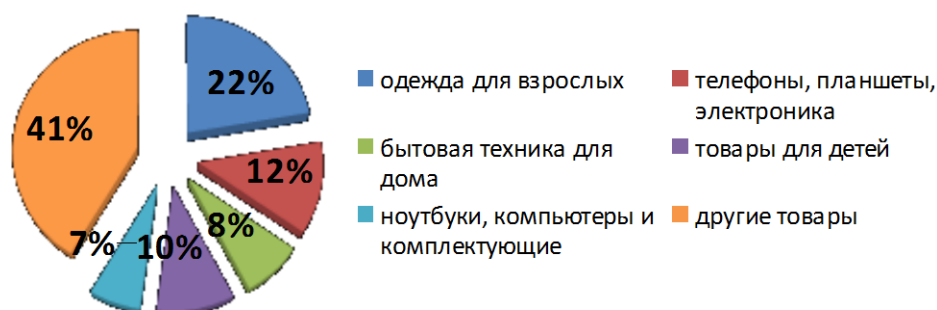 22%
41%
12%
8%
7%
10%
одежда для взрослых
телефоны, планшеты,
электроника
бытовая техника для
дома
товары для детей
ноутбуки, компьютеры и
комплектующие
другие товары